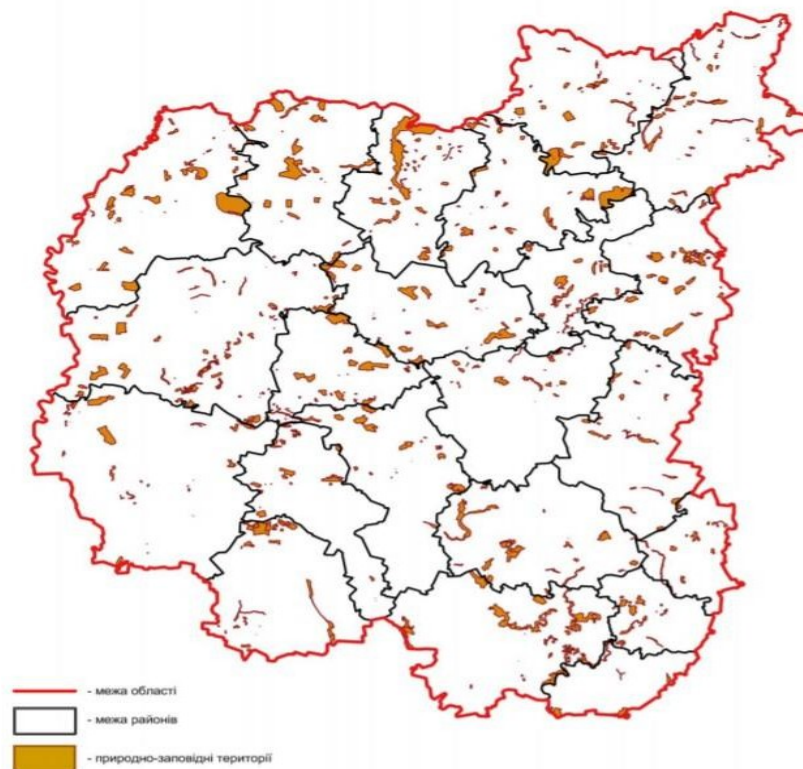 - межа області
- межа районів
- природно-заповідні території